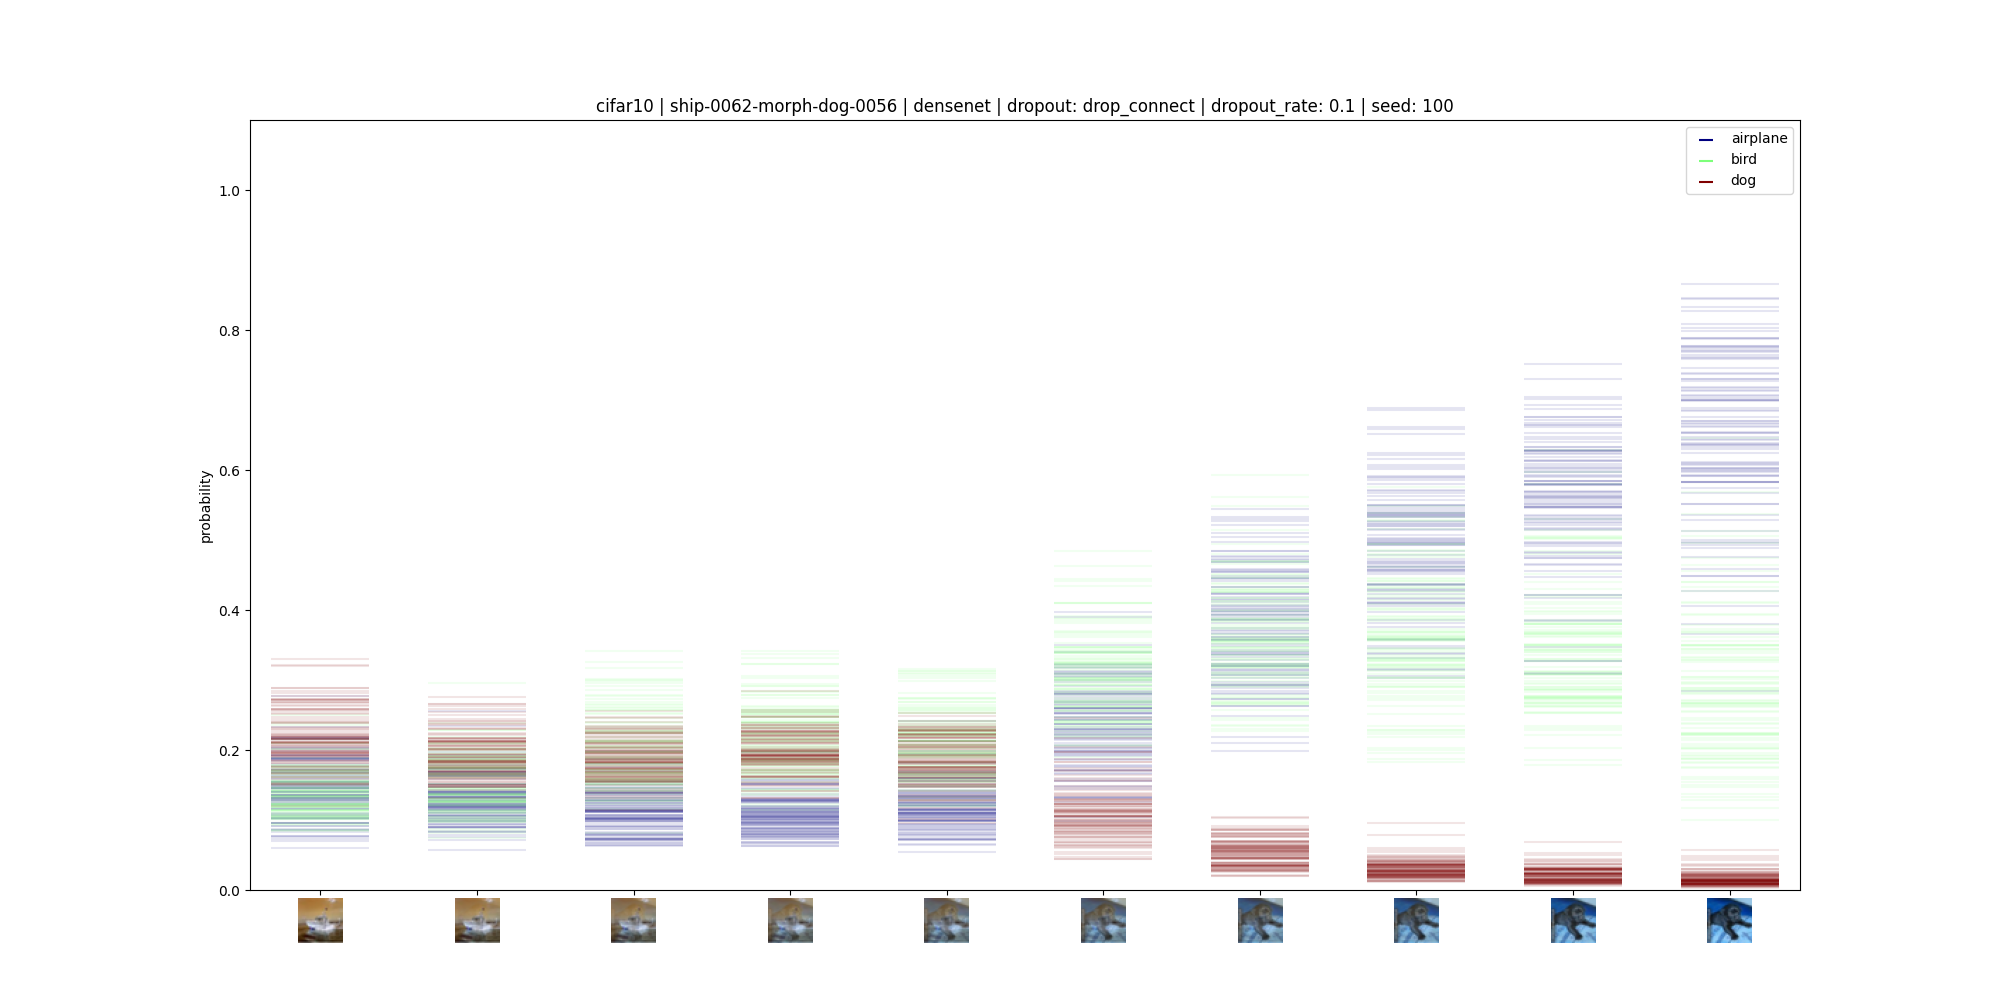 cifar10 | ship-0062-morph-dog-0056 | densenet | dropout: drop_connect | dropout_rate: 0.1 | seed: 100
airplane
bird
dog
1.0
0.8
0.6
0.4
0.2
0.0
probability